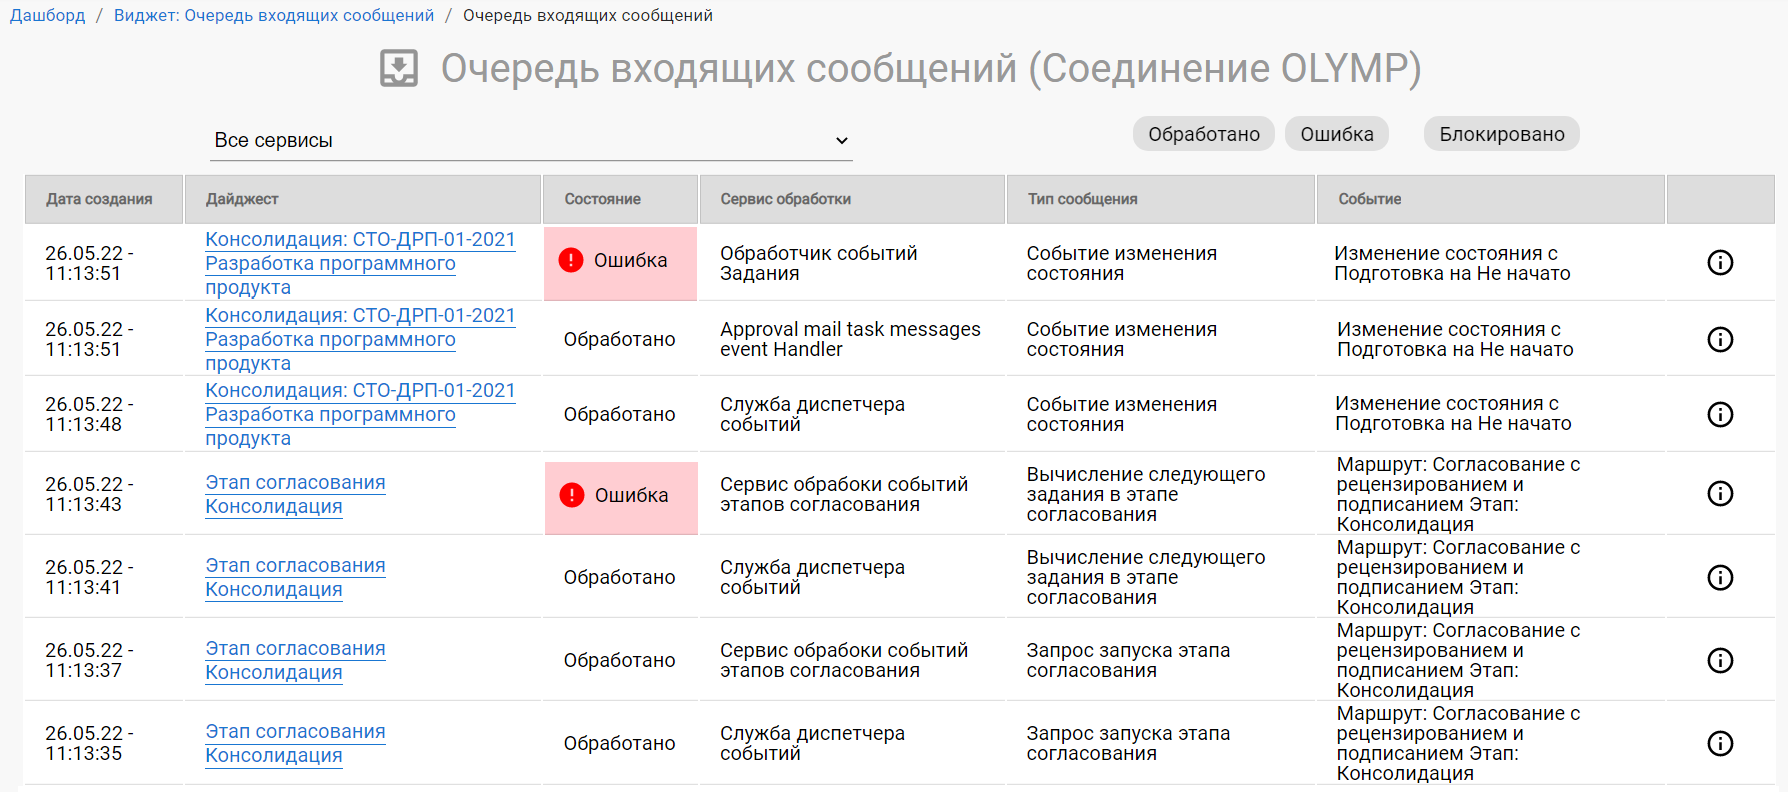 Дашборд / Виджет: Очередь входящих сообщений / Очередь входящих сообщений
Очередь входящих сообщений (Соединение OLYMP)
Все сервисы
Обработано Ошибка Блокировано
Дата создания Дайджест Состояние Сервис обработки Тип сообщения Событие
26.05.22 -
11:13:51
Консолидация: СТО-ДРП-01-2021
Разработка программного
продукта
Ошибка
Обработчик событий
Задания
Событие изменения
состояния
Изменение состояния с
Подготовка на Не начато
26.05.22 -
11:13:51
Консолидация: СТО-ДРП-01-2021
Разработка программного
продукта
Обработано
Approval mail task messages
event Handler
Событие изменения
состояния
Изменение состояния с
Подготовка на Не начато
26.05.22 -
11:13:48
Консолидация: СТО-ДРП-01-2021
Разработка программного
продукта
Обработано
Служба диспетчера
событий
Событие изменения
состояния
Изменение состояния с
Подготовка на Не начато
26.05.22 -
11:13:43
Этап согласования
Консолидация
Ошибка
Сервис обрабоки событий
этапов согласования
Вычисление следующего
задания в этапе
согласования
Маршрут: Согласование с
рецензированием и
подписанием Этап:
Консолидация
26.05.22 -
11:13:41
Этап согласования
Консолидация
Обработано
Служба диспетчера
событий
Вычисление следующего
задания в этапе
согласования
Маршрут: Согласование с
рецензированием и
подписанием Этап:
Консолидация
26.05.22 -
11:13:37
Этап согласования
Консолидация
Обработано
Сервис обрабоки событий
этапов согласования
Запрос запуска этапа
согласования
Маршрут: Согласование с
рецензированием и
подписанием Этап:
Консолидация
26.05.22 -
11:13:35
Этап согласования
Консолидация
Обработано
Служба диспетчера
событий
Запрос запуска этапа
согласования
Маршрут: Согласование с
рецензированием и
подписанием Этап:
Консолидация